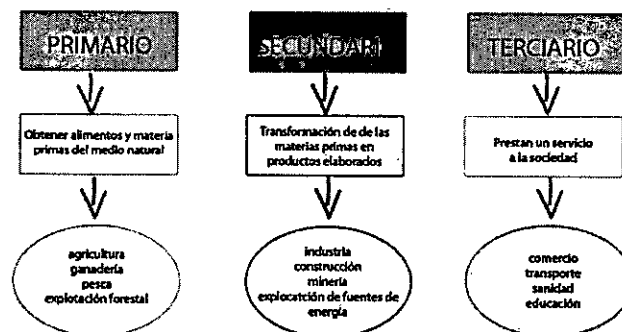 PRIMARIO
SECUNDARI
TERCIARIO
Obtener alimentos y materia
primas del medio natural
Transformación de de las
materias primas en
productos elaborados
Prestan un servicio
a la sociedad
agricultura
ganadería
pesca
explotación forestal
industria
construcción
minería
explocatción de fuentes de
energía
comercio
transporte
sanidad
educación